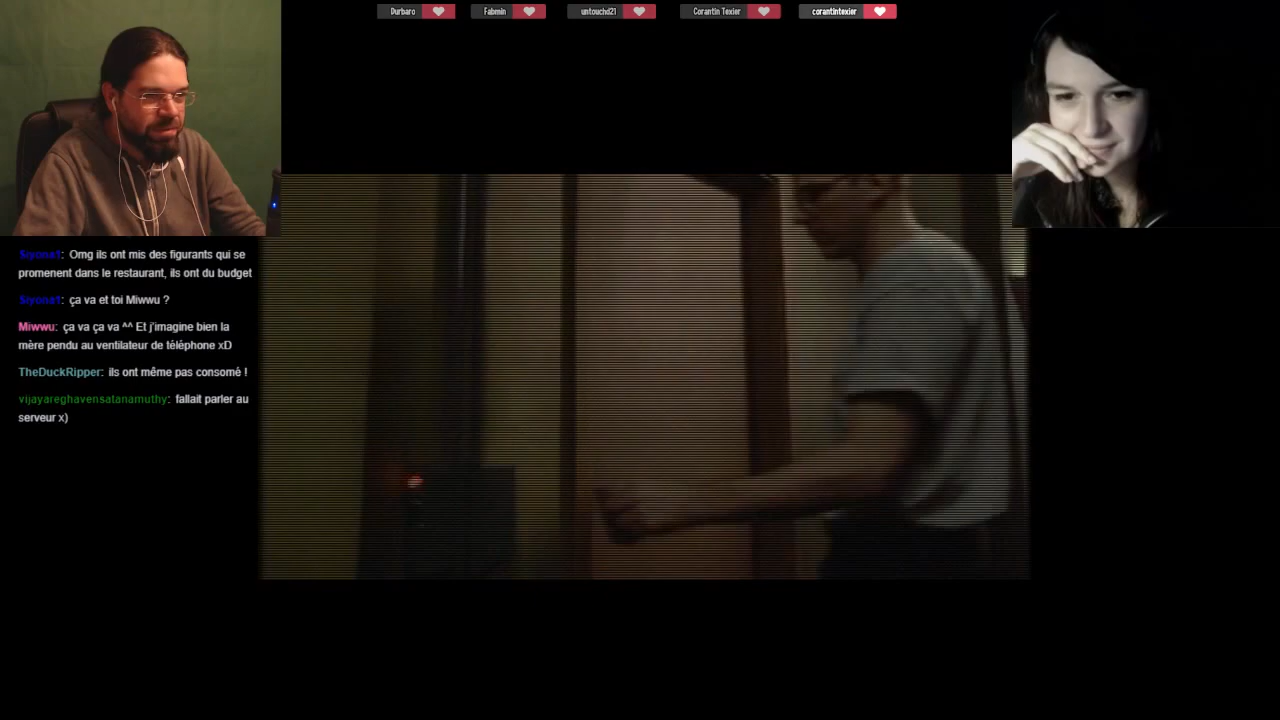 Durbaro Fabmin untouchd21 Corantin Texier corantintexier
Siyona1: Omg ils ont mis des figurants qui se
promenent dans le restaurant, ils ont du budget
Siyona1: ça va et toi Miwwu ?
Miwwu: ça va ça va ^^ Et j'imagine bien la
mère pendu au ventilateur de téléphone xD
TheDuckRipper: ils ont même pas consomé !
vijayareghavensatanamuthy: fallait parler au
serveur x)